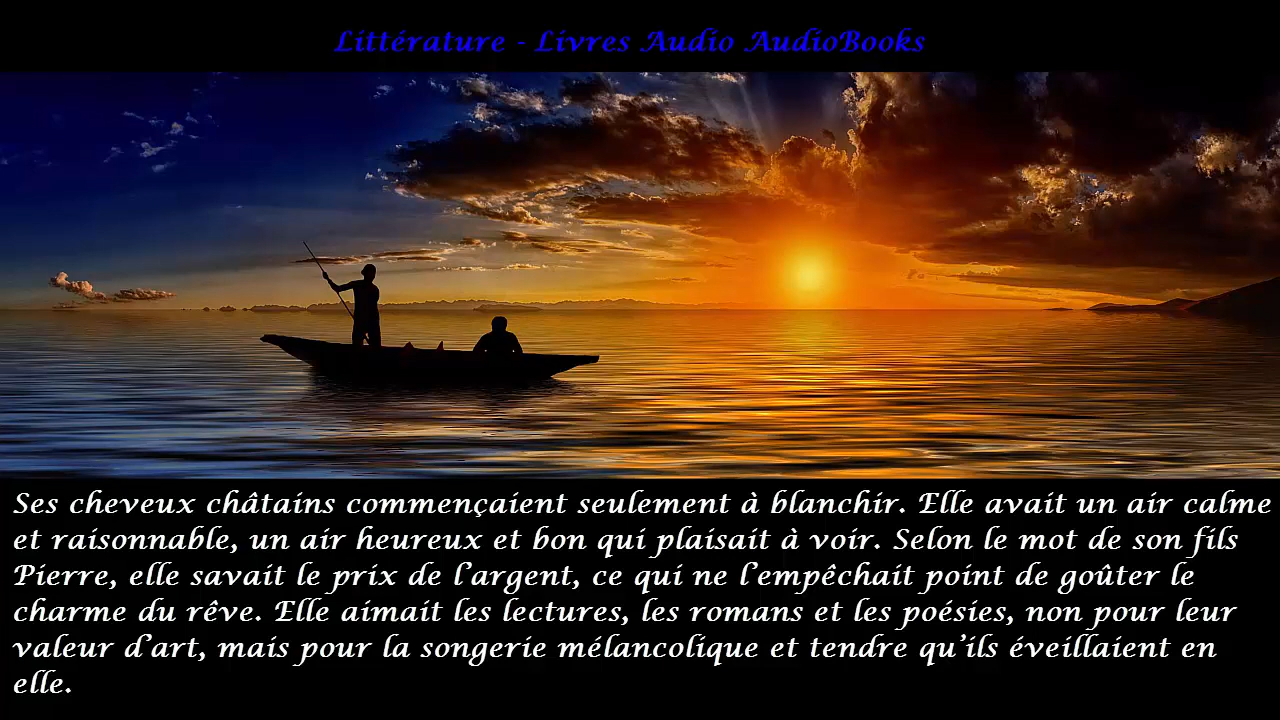 Littérature - Livres Audio AudioBooks
Ses cheveux châtains commençaient seulement à blanchir. Elle avait un air calme
et raisonnable, un air heureux et bon qui plaisait à voir. Selon le mot de son fils
Pierre, elle savait le prix de l'argent, ce qui ne l'empêchait point de goûter le
charme du rêve. Elle aimait les lectures, les romans et les poésies, non pour leur
valeur d'art, mais pour la songerie mélancolique et tendre qu'ils éveillaient en
elle.